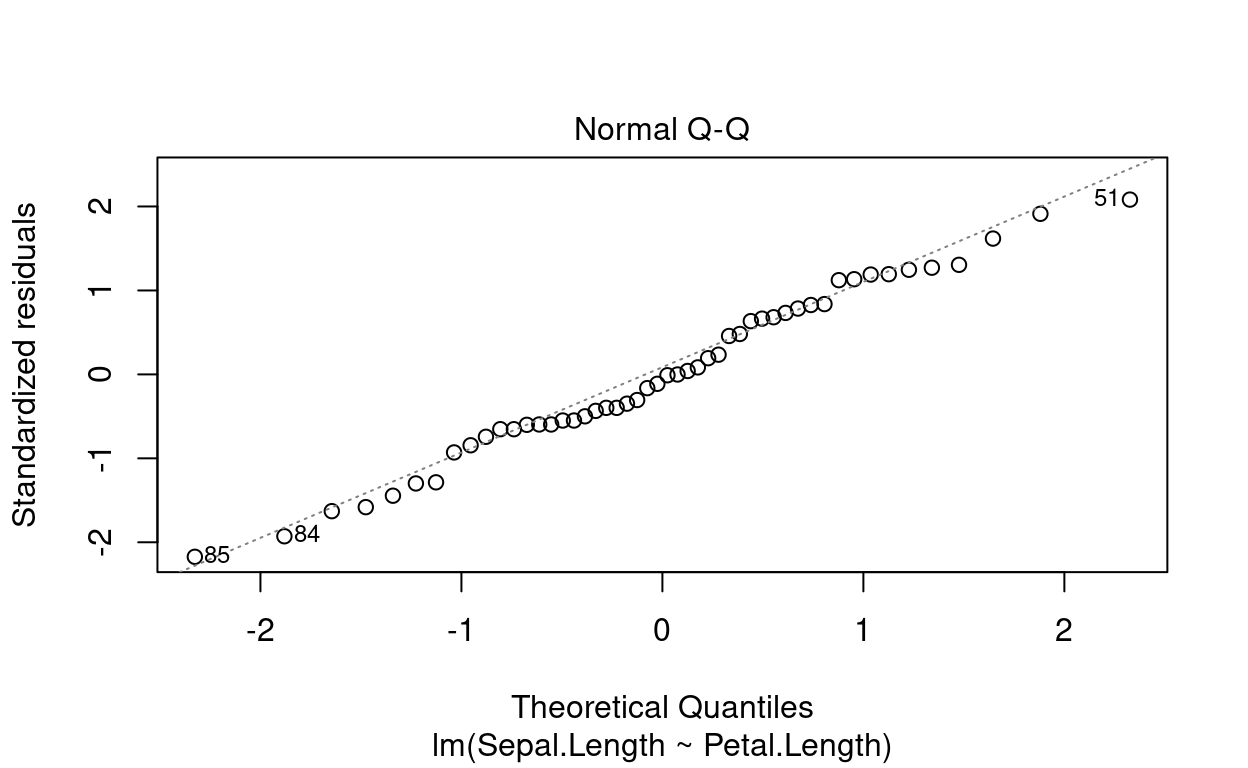 Normal Q-Q
Standardized residuals
2
1
0
-1
-2
51
84
85
-2 -1 0 1 2
Theoretical Quantiles
lm(Sepal.Length ~ Petal.Length)